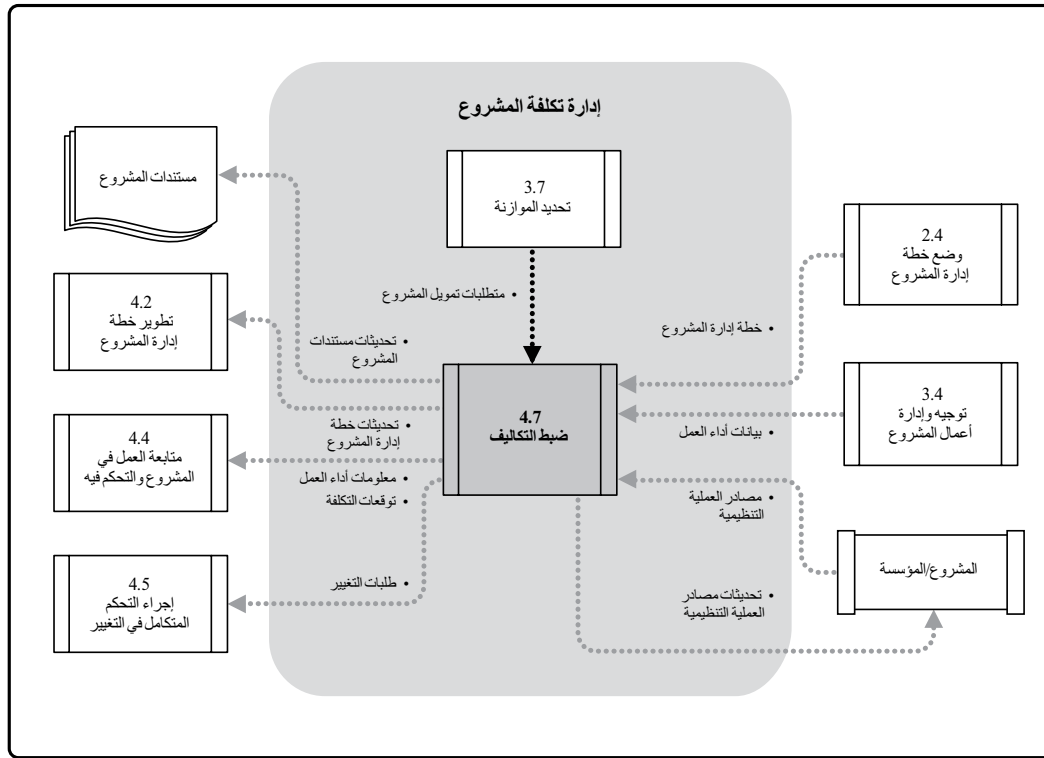 إدارة تكلفة المشروع
3.7
تحديد الموازنة
مستندات المشروع
2.4
وضع خطة
إدارة المشروع
4.2
تطوير خطة
إدارة المشروع
• متطلبات تمويل المشروع
• خطة إدارة المشروع
• تحديثات مستندات
المشروع
3.4
توجيه وإدارة
أعمال المشروع
4.7
ضبط التكاليف
• بيانات أداء العمل
• تحديثات خطة
إدارة المشروع
4.4
متابعة العمل في
المشروع والتحكم فيه
• معلومات أداء العمل
• توقعات التكلفة
• مصادر العملية
التنظيمية
المشروع/المؤسسة
• طلبات التغيير
4.5
إجراء التحكم
المتكامل في التغيير
• تحديثات مصادر
العملية التنظيمية